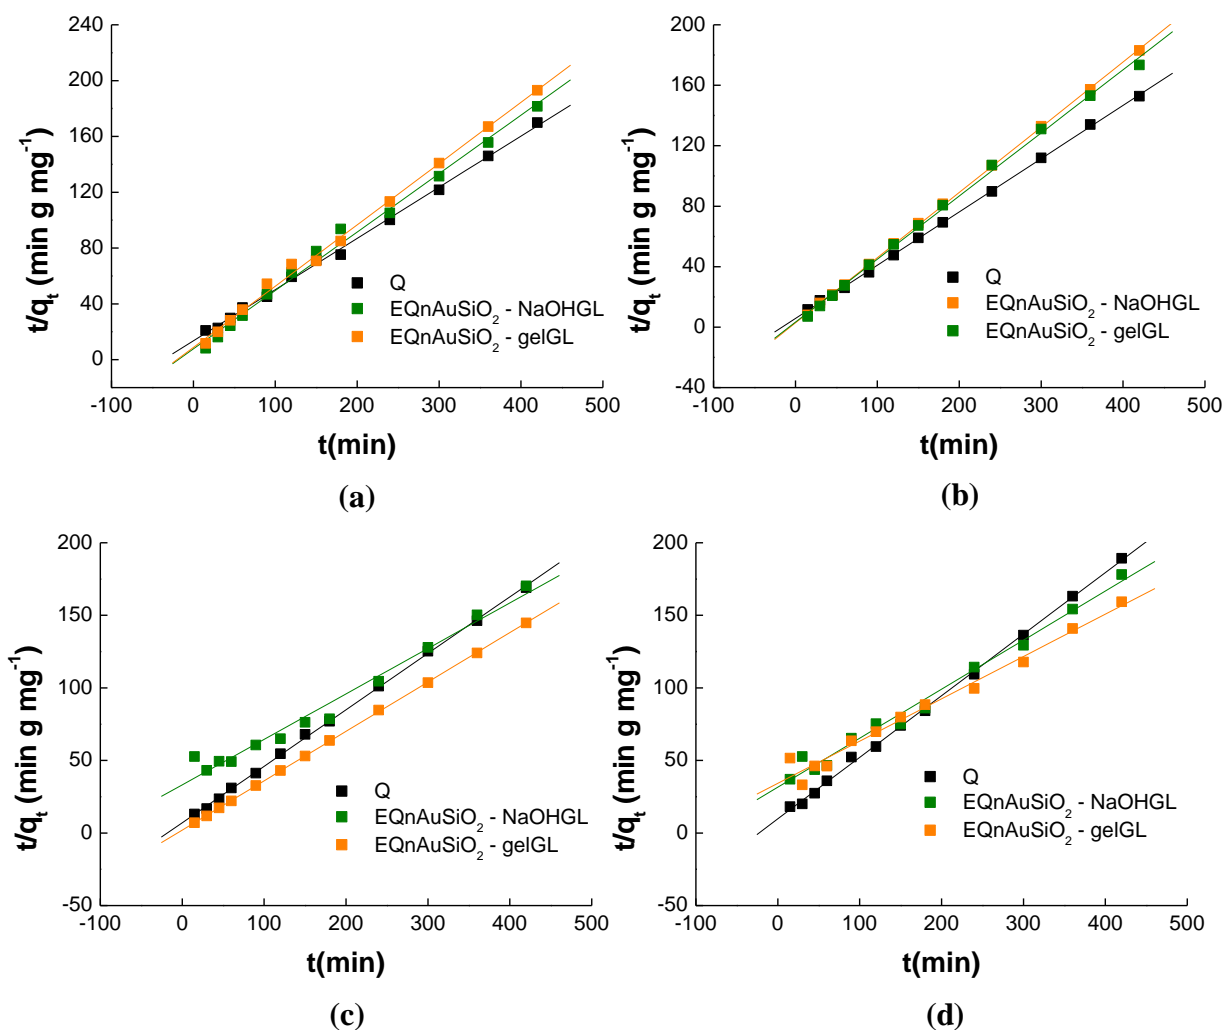 240
200
160
120
80
40
0
t/qₜ (min g mg⁻¹)
Q
EQnAuSiO₂ - NaOHGL
EQnAuSiO₂ - gelGL
-100 0 100 200 300 400 500
t(min)
(a)
200
160
120
80
40
0
-40
t/qₜ (min g mg⁻¹)
Q
EQnAuSiO₂ - NaOHGL
EQnAuSiO₂ - gelGL
-100 0 100 200 300 400 500
t(min)
(b)
200
150
100
50
0
-50
t/qₜ (min g mg⁻¹)
Q
EQnAuSiO₂ - NaOHGL
EQnAuSiO₂ - gelGL
-100 0 100 200 300 400 500
t(min)
(c)
200
150
100
50
0
-50
t/qₜ (min g mg⁻¹)
Q
EQnAuSiO₂ - NaOHGL
EQnAuSiO₂ - gelGL
-100 0 100 200 300 400 500
t(min)
(d)